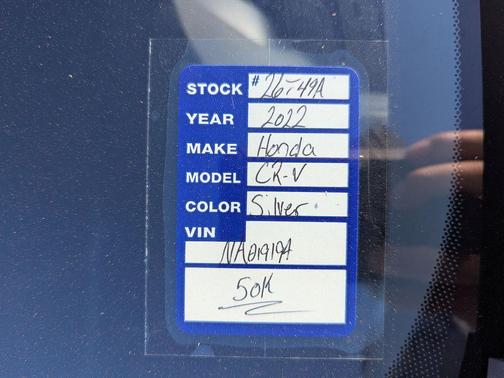 STOCK # 26-49A
YEAR 2022
MAKE Honda
MODEL CR-V
COLOR Silver
VIN
NA019194
50K